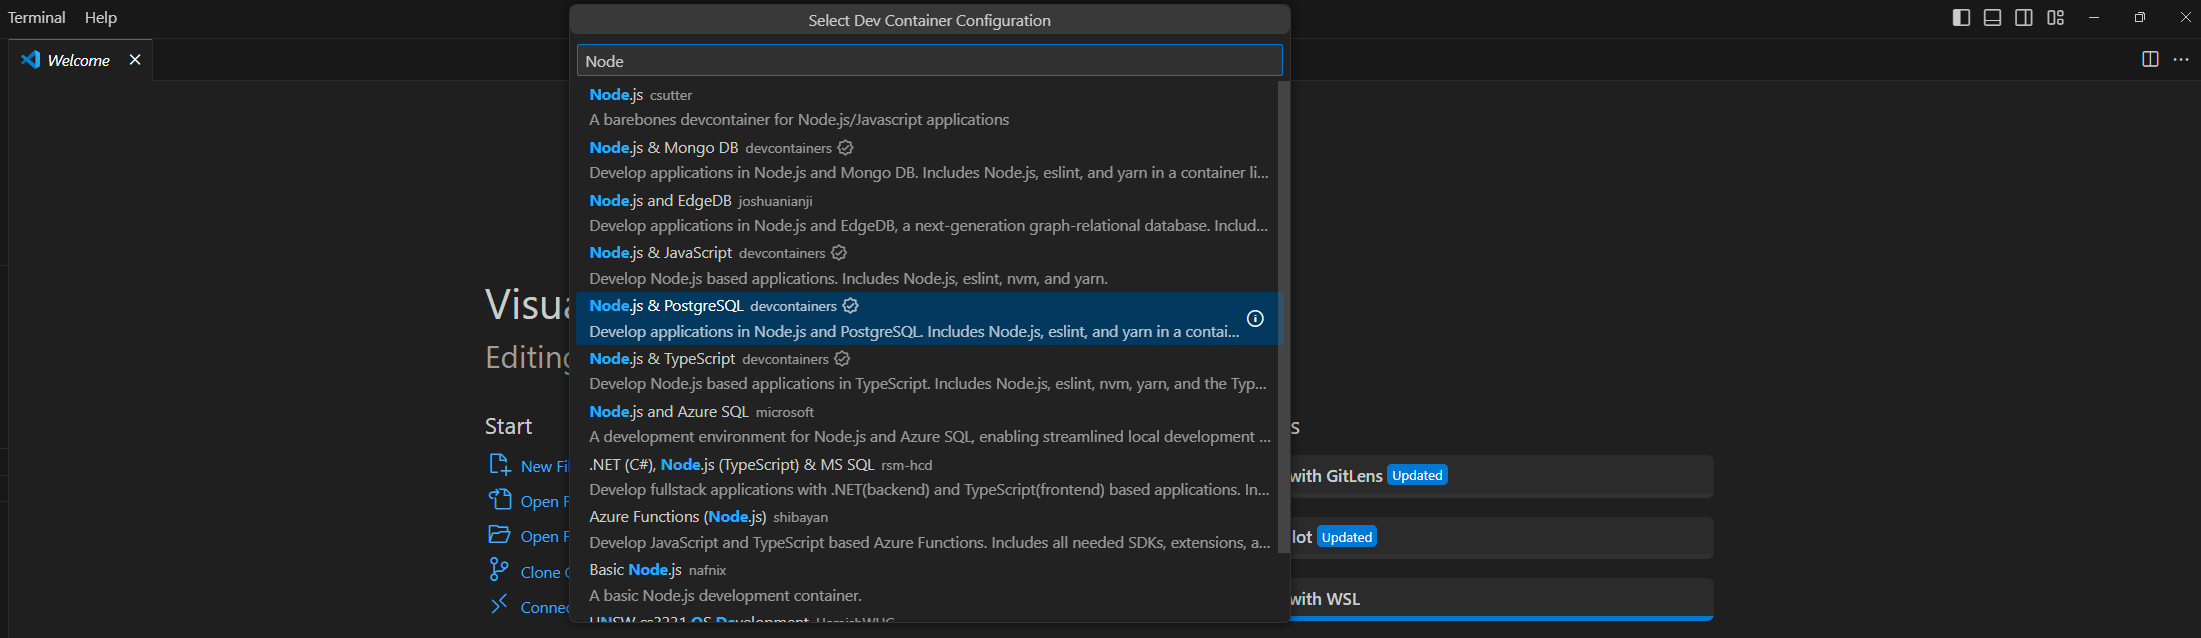 Terminal Help
Select Dev Container Configuration
Welcome
Node
Node.js csutter
A barebones devcontainer for Node.js/Javascript applications
Node.js & Mongo DB devcontainers
Develop applications in Node.js and Mongo DB. Includes Node.js, eslint, and yarn in a container li...
Node.js and EdgeDB joshuanianji
Develop applications in Node.js and EdgeDB, a next-generation graph-relational database. Includ...
Node.js & JavaScript devcontainers
Develop Node.js based applications. Includes Node.js, eslint, nvm, and yarn.
Node.js & PostgreSQL devcontainers
Develop applications in Node.js and PostgreSQL. Includes Node.js, eslint, and yarn in a contai...
Node.js & TypeScript devcontainers
Develop Node.js based applications in TypeScript. Includes Node.js, eslint, nvm, yarn, and the Typ...
Node.js and Azure SQL microsoft
A development environment for Node.js and Azure SQL, enabling streamlined local development ...
.NET (C#), Node.js (TypeScript) & MS SQL rsm-hcd
Develop fullstack applications with .NET(backend) and TypeScript(frontend) based applications. In...
Azure Functions (Node.js) shibayan
Develop JavaScript and TypeScript based Azure Functions. Includes all needed SDKs, extensions, a...
Basic Node.js nafnix
A basic Node.js development container.
UNSW cs3231 OS Development HamishWHC
Visua
Editing
Start
New Fi
Open F
Open F
Clone
Connec
s
with GitLens Updated
lot Updated
with WSL